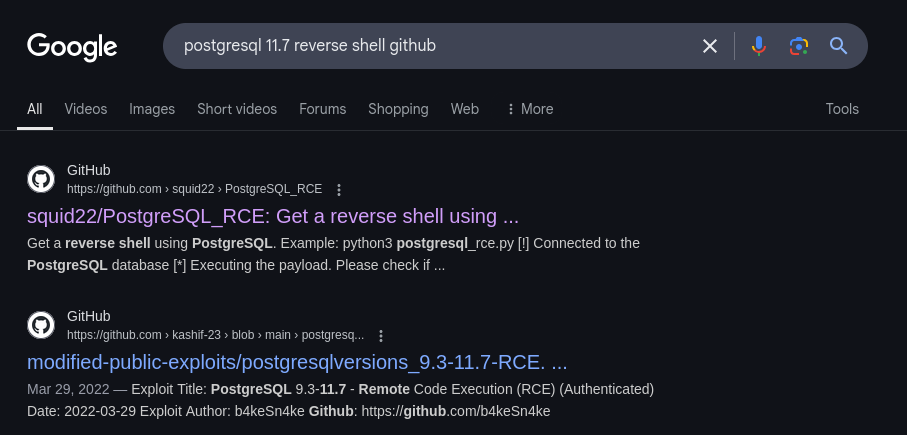 Google
postgresql 11.7 reverse shell github
All Videos Images Short videos Forums Shopping Web More Tools
GitHub
https://github.com › squid22 › PostgreSQL_RCE
squid22/PostgreSQL_RCE: Get a reverse shell using ...
Get a reverse shell using PostgreSQL. Example: python3 postgresql_rce.py [!] Connected to the
PostgreSQL database [*] Executing the payload. Please check if ...
GitHub
https://github.com › kashif-23 › blob › main › postgresq...
modified-public-exploits/postgresqlversions_9.3-11.7-RCE. ...
Mar 29, 2022 — Exploit Title: PostgreSQL 9.3-11.7 - Remote Code Execution (RCE) (Authenticated)
Date: 2022-03-29 Exploit Author: b4keSn4ke Github: https://github.com/b4keSn4ke